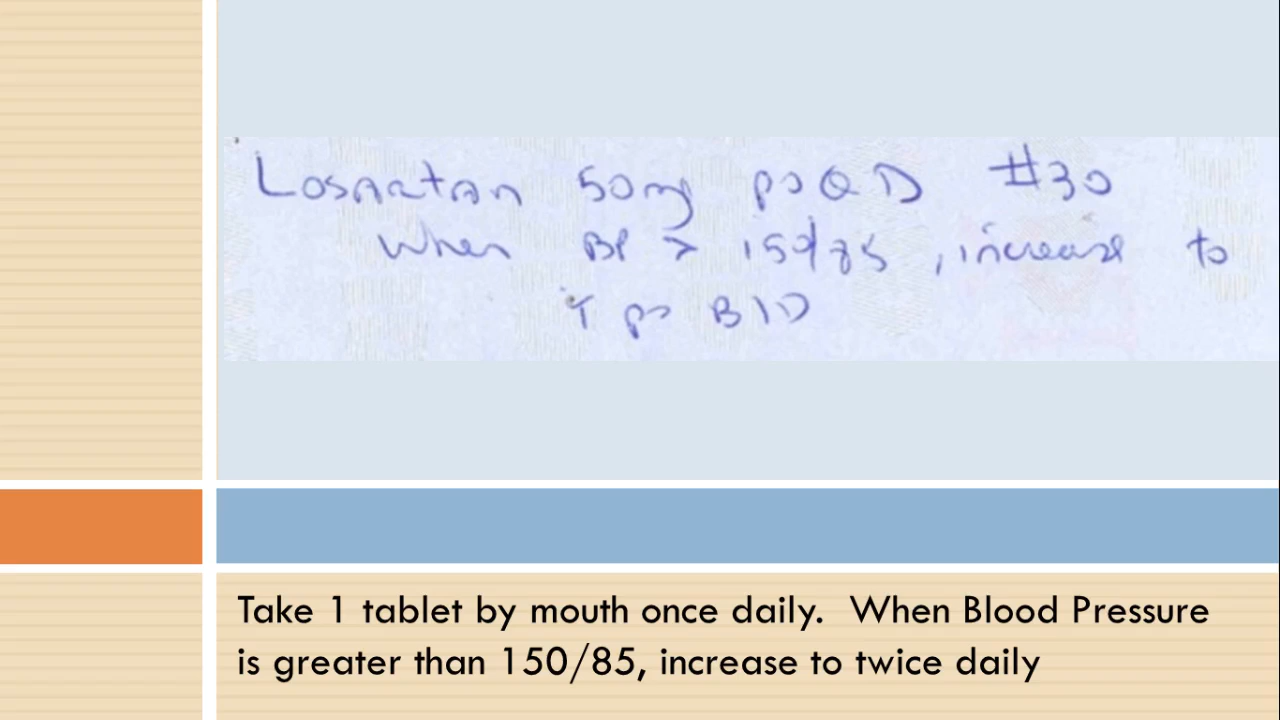 Losartan 50mg po QD #30
When BP > 150/85, increase to
T po BID
Take 1 tablet by mouth once daily.  When Blood Pressure
is greater than 150/85, increase to twice daily